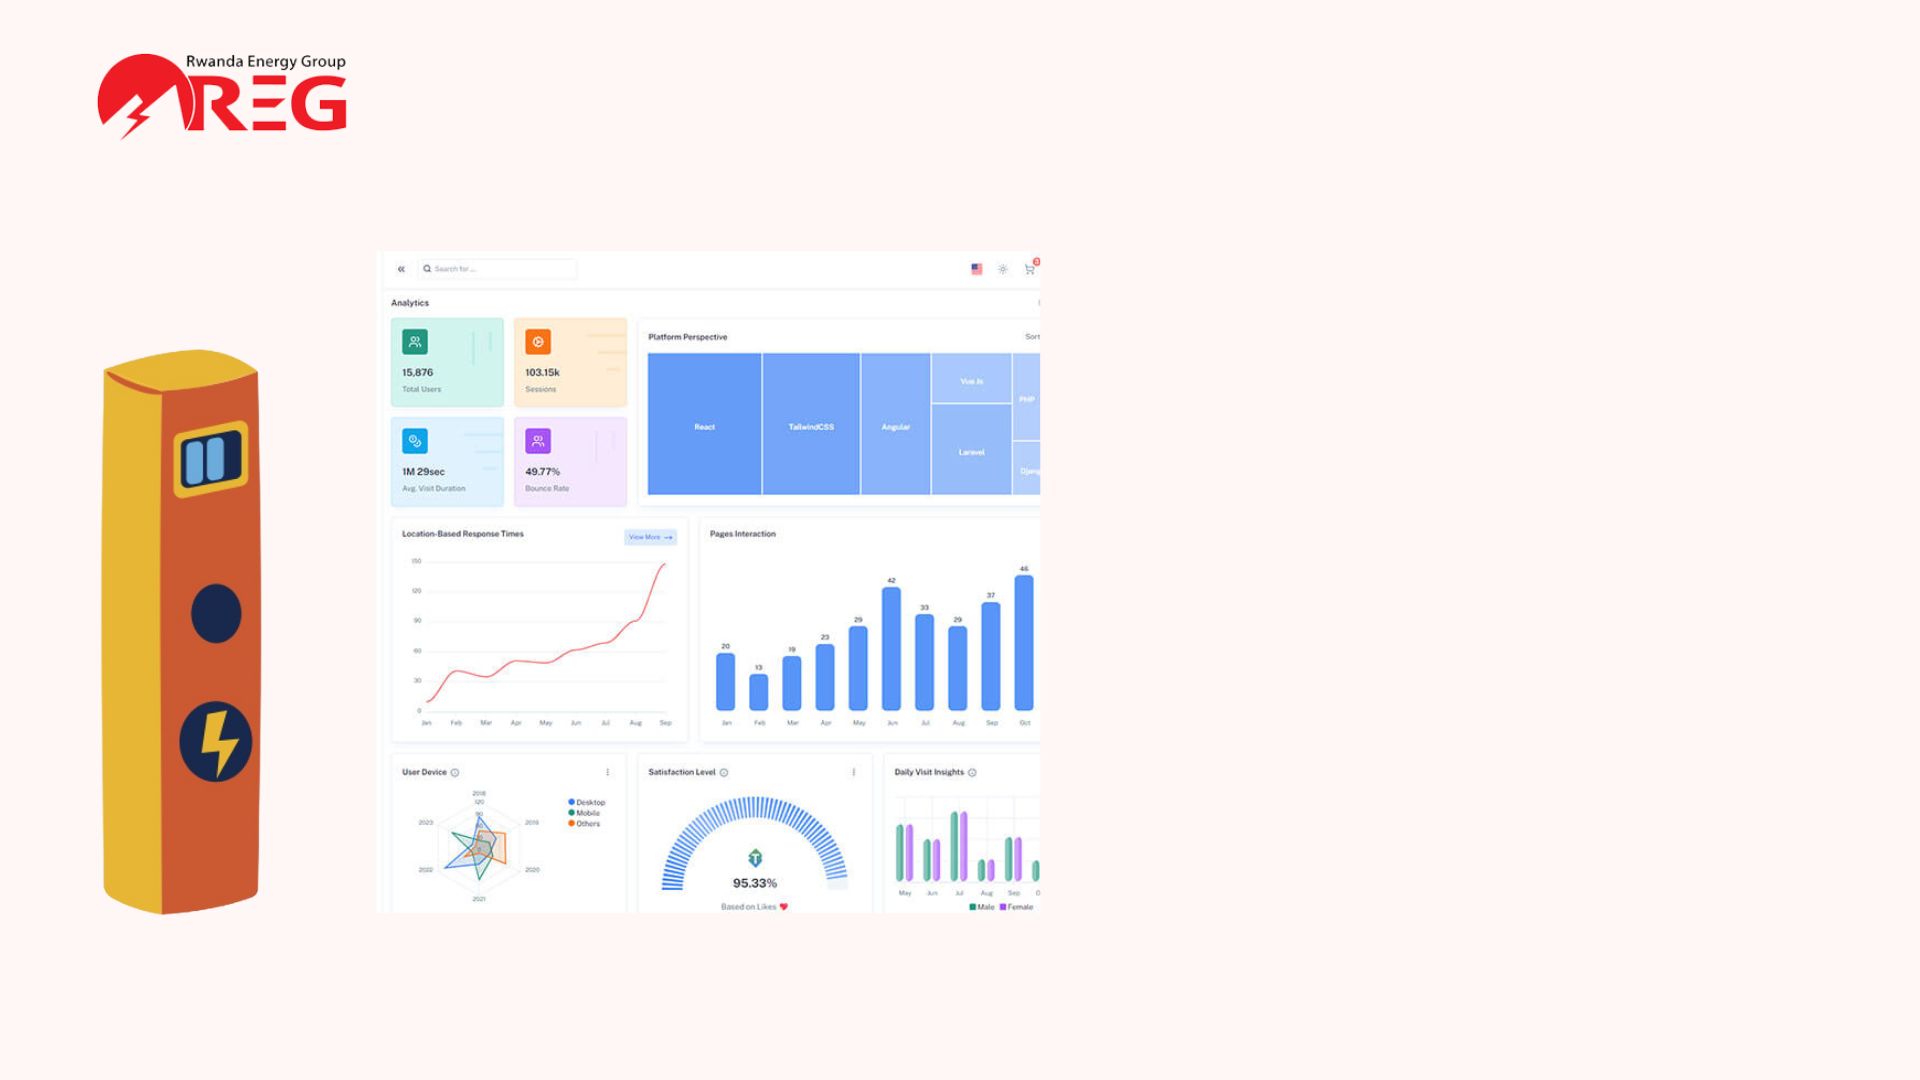 Rwanda Energy Group
REG
Search for ...
Analytics
15,876
Total Users
103.15k
Sessions
1M 29sec
Avg. Visit Duration
49.77%
Bounce Rate
Platform Perspective
Sort
React
TailwindCSS
Angular
Vue Js
Laravel
PHP
Djang
Location-Based Response Times
View More
150
120
90
60
30
0
Jan Feb Mar Apr May Jun Jul Aug Sep
Pages Interaction
20 13 19 23 29 42 33 29 37 46
Jan Feb Mar Apr May Jun Jul Aug Sep Oct
User Device
2018
120
90
2019
2020
2021
2022
2023
Desktop
Mobile
Others
Satisfaction Level
95.33%
Based on Likes
Daily Visit Insights
May Jun Jul Aug Sep O
Male Female